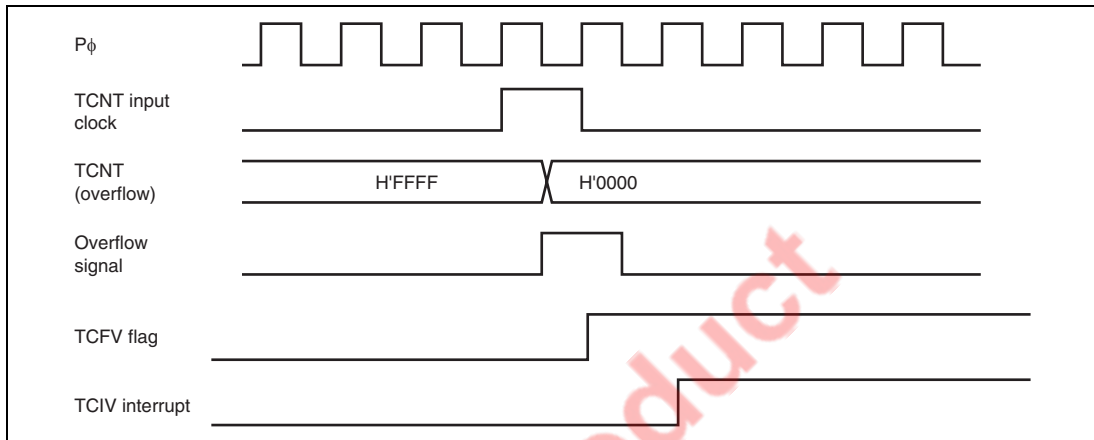 Pϕ
TCNT input
clock
TCNT
(overflow)
H'FFFF
H'0000
Overflow
signal
TCFV flag
TCIV interrupt